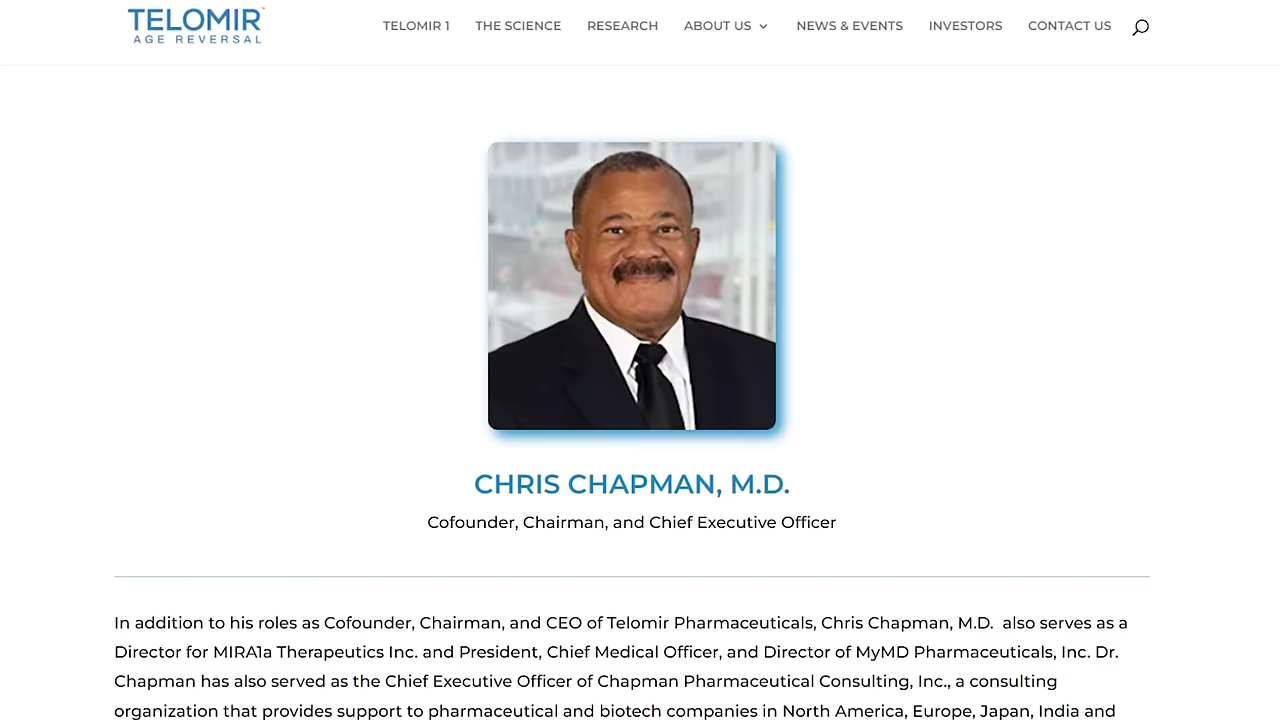 TELOMIR™
AGE REVERSAL
TELOMIR 1 THE SCIENCE RESEARCH ABOUT US NEWS & EVENTS INVESTORS CONTACT US
CHRIS CHAPMAN, M.D.
Cofounder, Chairman, and Chief Executive Officer
In addition to his roles as Cofounder, Chairman, and CEO of Telomir Pharmaceuticals, Chris Chapman, M.D. also serves as a
Director for MIRA1a Therapeutics Inc. and President, Chief Medical Officer, and Director of MyMD Pharmaceuticals, Inc. Dr.
Chapman has also served as the Chief Executive Officer of Chapman Pharmaceutical Consulting, Inc., a consulting
organization that provides support to pharmaceutical and biotech companies in North America, Europe, Japan, India and